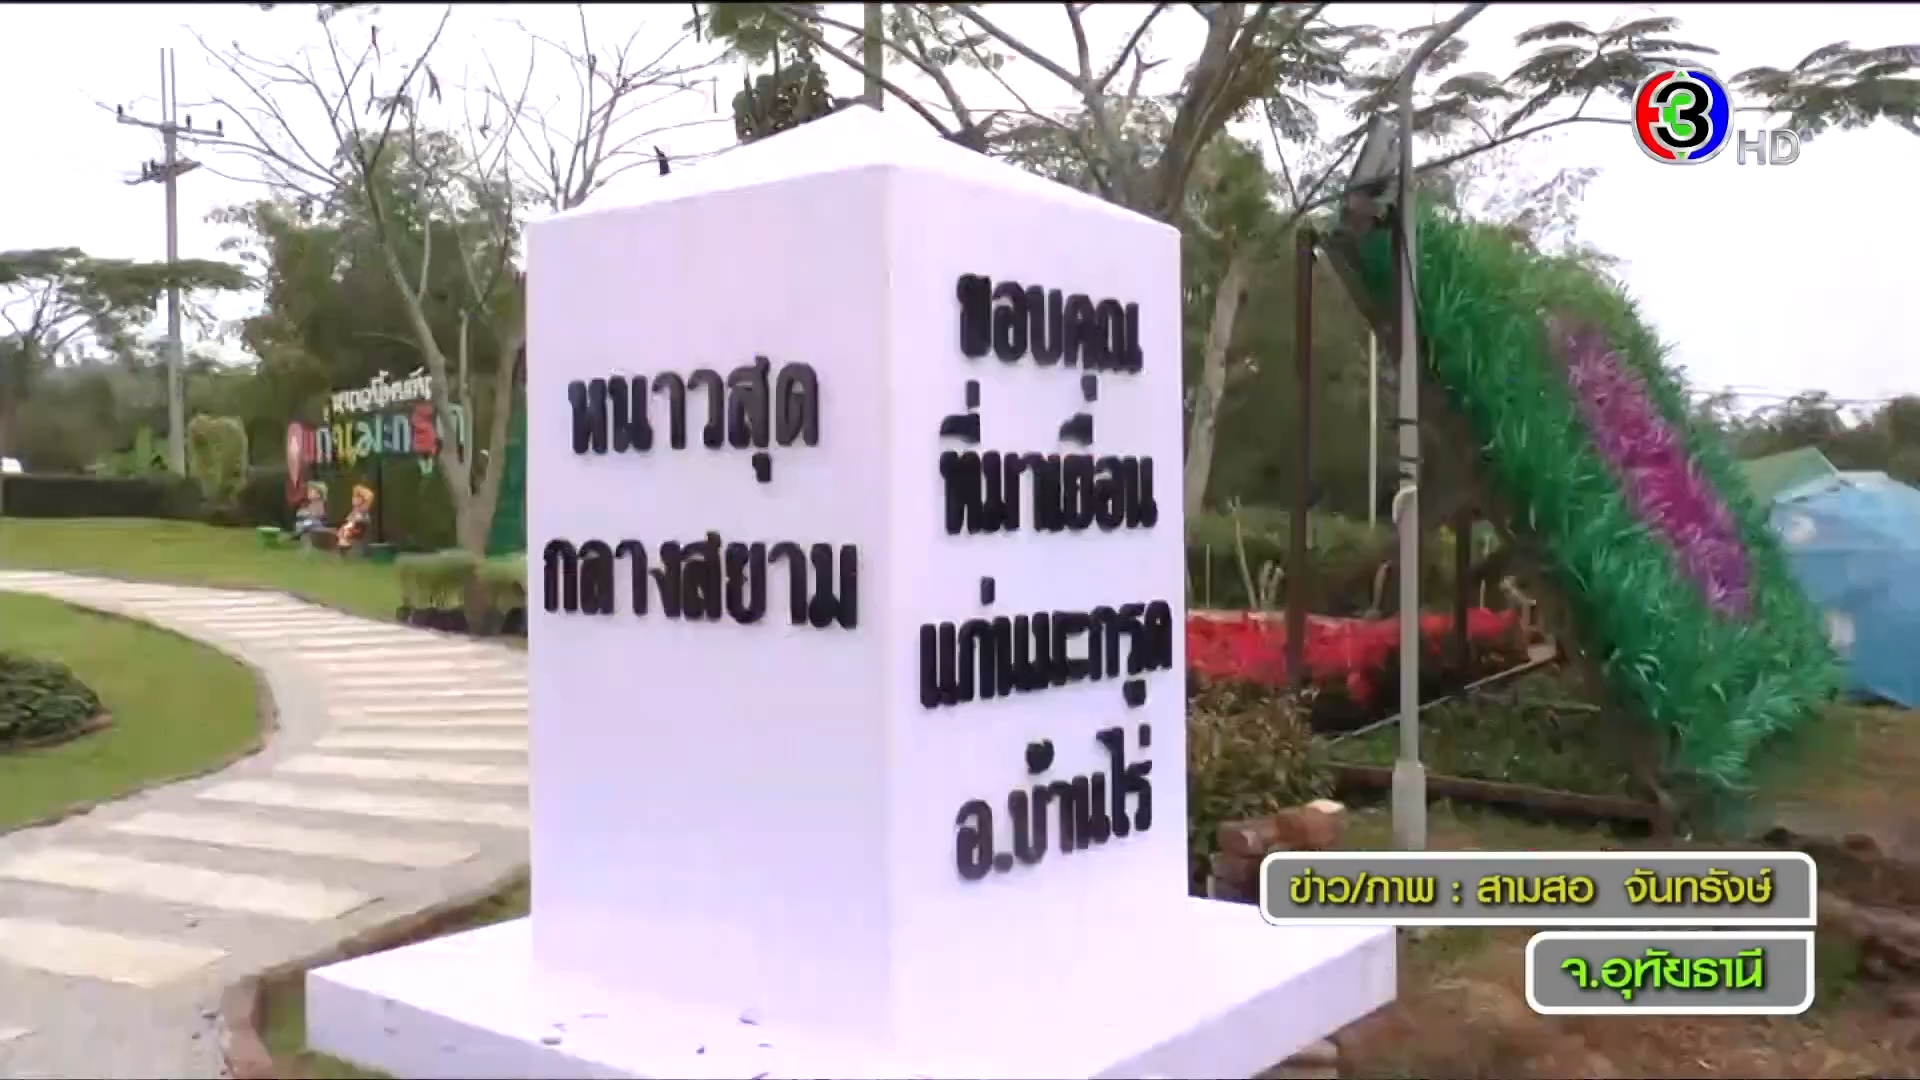 3 HD
หนาวสุด
กลางสยาม
ขอบคุณ
ที่มาเยือน
แก่นมะกรูด
อ.บ้านไร่
ข่าว/ภาพ : สามสอ จันทรังษ์
จ.อุทัยธานี